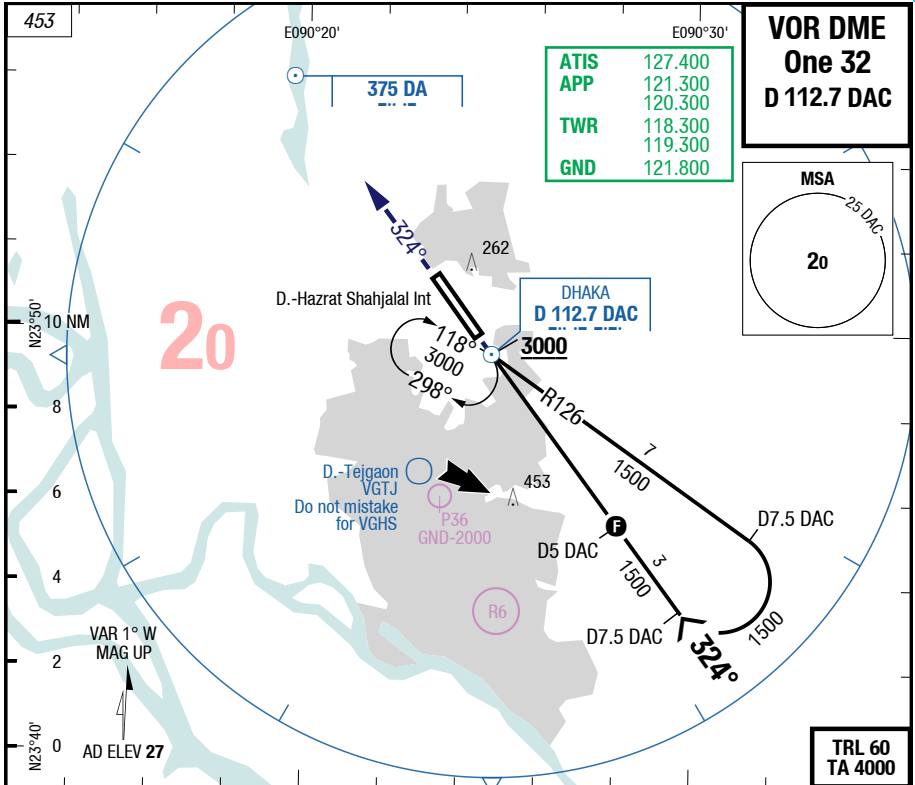 453
E090°20'
E090°30'
VOR DME
One 32
D 112.7 DAC
ATIS 127.400
APP 121.300
120.300
TWR 118.300
119.300
GND 121.800
375 DA
MSA
25 DAC
20
324°
262
D.-Hazrat Shahjalal Int
DHAKA
D 112.7 DAC
N23°50'
10 NM
20
118°
3000
298°
3000
R126
8
7
1500
D.-Tejgaon
VGTJ
Do not mistake
for VGHS
453
6
P36
GND-2000
D7.5 DAC
F
D5 DAC
3
1500
4
R6
D7.5 DAC
1500
324°
VAR 1° W
MAG UP
2
N23°40'
0
AD ELEV 27
TRL 60
TA 4000